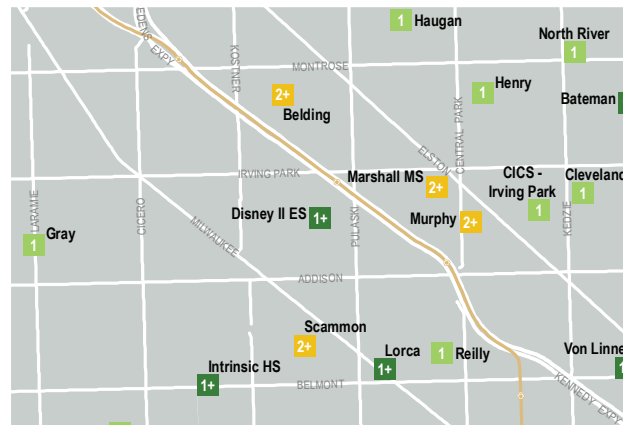 EDENS EXPY
KOSTNER
1
Haugan
North River
1
MONTROSE
2+
Belding
CENTRAL PARK
1
Henry
Bateman
ELSTON
IRVING PARK
Marshall MS
2+
CICS -
Irving Park
1
Cleveland
1
LARAMIE
CICERO
MILWAUKEE
Disney II ES
1+
PULASKI
Murphy
2+
KEDZIE
1
Gray
ADDISON
Scammon
2+
Lorca
1+
1
Reilly
Von Linne
1
Intrinsic HS
1+
BELMONT
KENNEDY EXPY